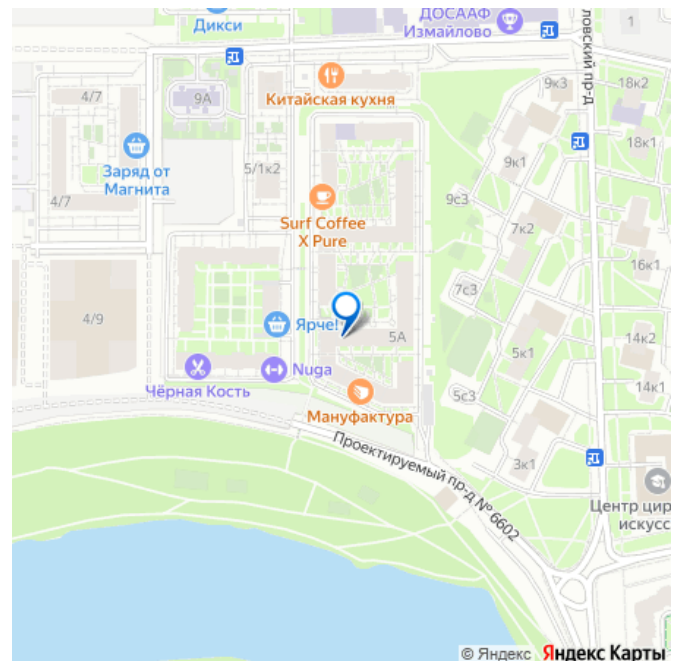 Дикси
ДОСААФ
Измайлово
1
ловский пр-д
4/7
9А
Китайская кухня
9к3
18к2
Заряд от
Магнита
5/1к2
9к1
18к1
4/7
9с3
Surf Coffee
X Pure
7к2
16к1
7с3
4/9
Ярче!
5А
5к1
14к2
Чёрная Кость
Nuga
Мануфактура
5с3
14к1
Проектируемый пр-д № 6602
3к1
Центр цир
искусс
© Яндекс Яндекс Карты